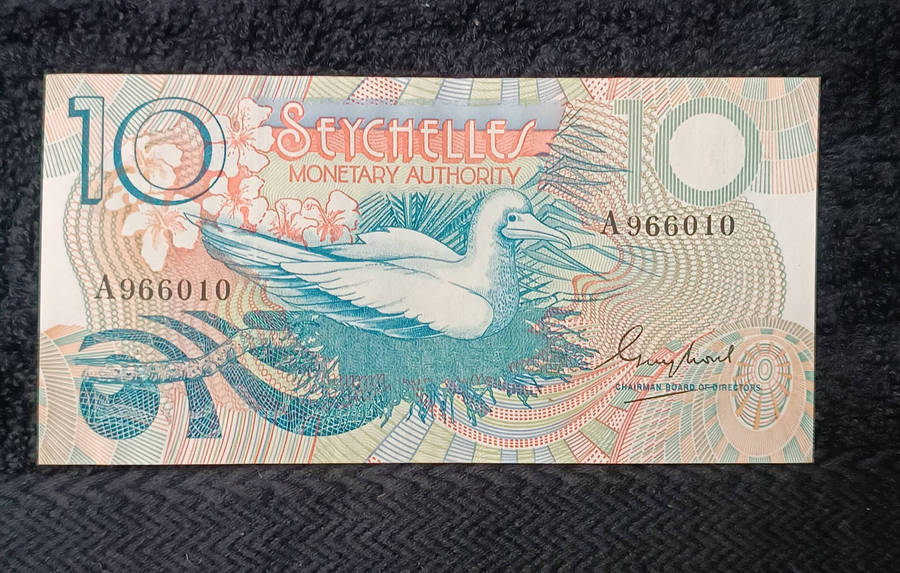 10
SEYCHELLES
10
MONETARY AUTHORITY
A966010
A966010
CHAIRMAN BOARD OF DIRECTORS